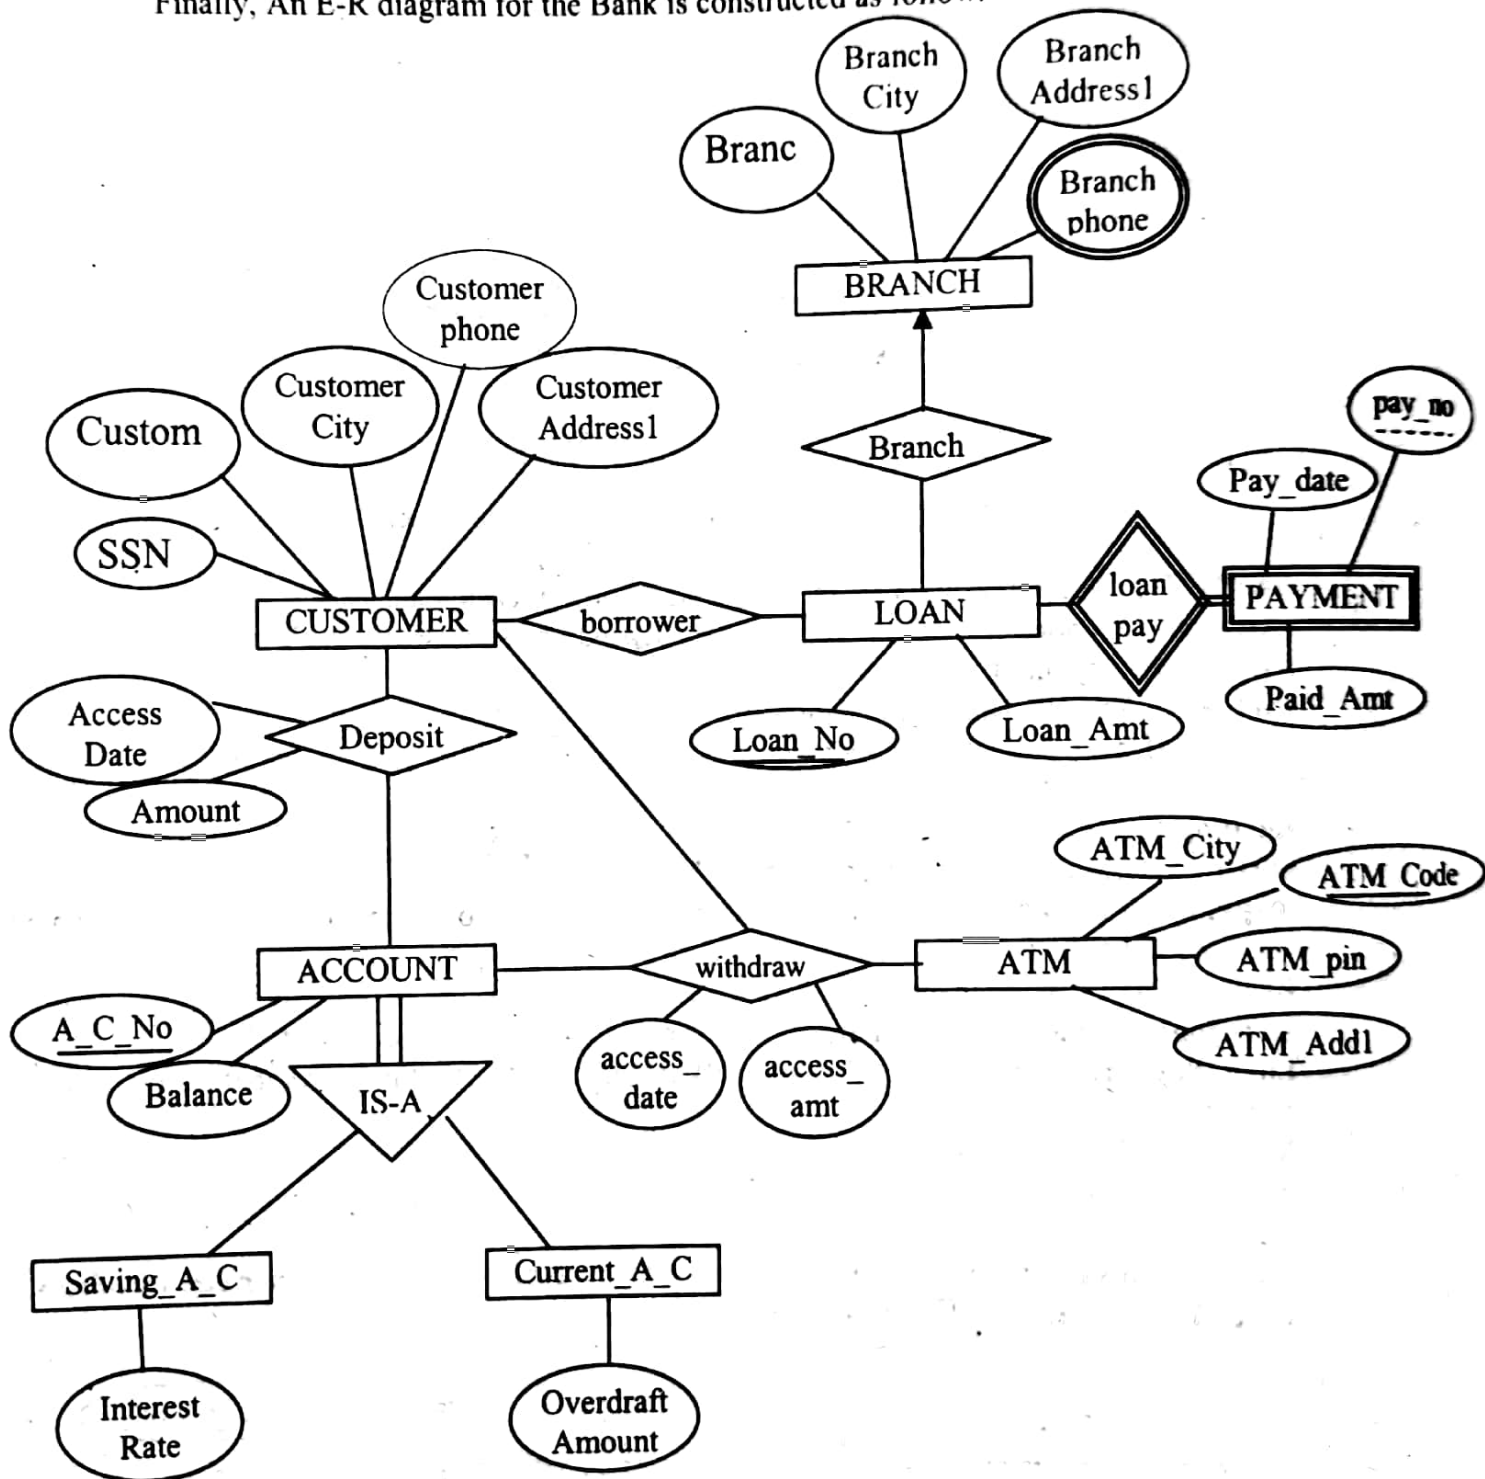 Finally, An E-R diagram for the Bank is constructed as follow
Branch
City
Branch
Address1
Branc
Branch
phone
BRANCH
Customer
phone
Customer
City
Customer
Address1
Custom
SSN
Branch
pay_no
Pay_date
CUSTOMER
borrower
LOAN
loan
pay
PAYMENT
Access
Date
Deposit
Amount
Loan_No
Loan_Amt
Paid_Amt
ATM_City
ATM_Code
ACCOUNT
withdraw
ATM
ATM_pin
A_C_No
Balance
IS-A
access_
date
access_
amt
ATM_Add1
Saving_A_C
Current_A_C
Interest
Rate
Overdraft
Amount